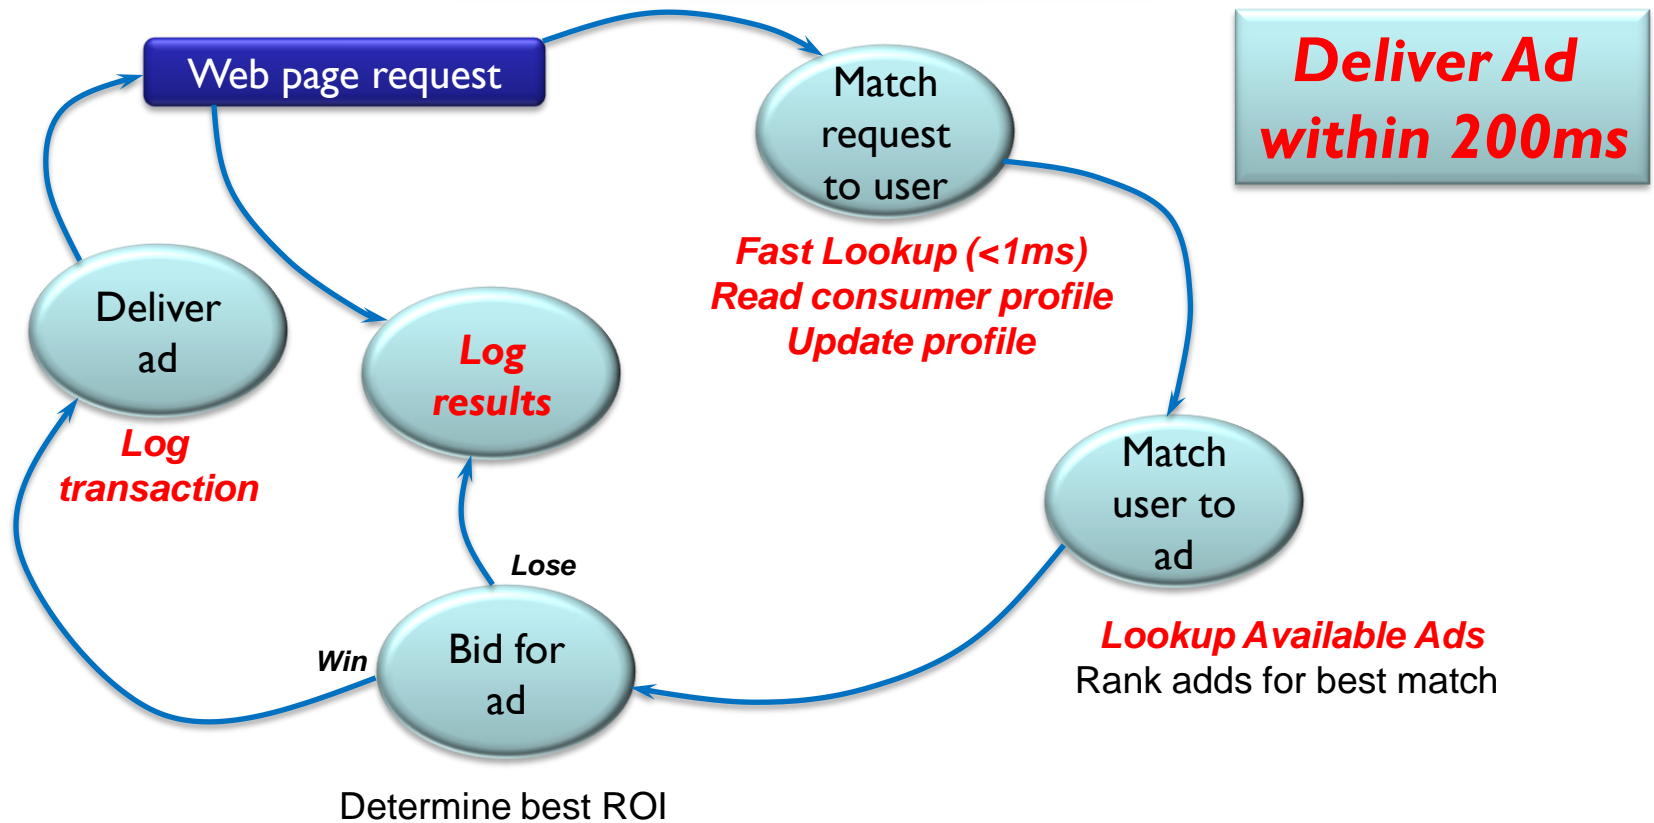 Web page request
Match
request
to user
Deliver Ad
within 200ms
Fast Lookup (<1ms)
Read consumer profile
Update profile
Deliver
ad
Log
results
Log
transaction
Match
user to
ad
Lose
Win
Bid for
ad
Lookup Available Ads
Rank adds for best match
Determine best ROI